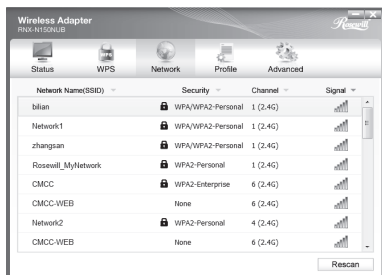 Wireless Adapter
RNX-N150NUB
Rosewill
Status WPS Network Profile Advanced
Network Name(SSID) Security Channel Signal
bilian WPA/WPA2-Personal 1 (2.4G)
Network1 WPA/WPA2-Personal 1 (2.4G)
zhangsan WPA/WPA2-Personal 1 (2.4G)
Rosewill_MyNetwork WPA2-Personal 1 (2.4G)
CMCC WPA2-Enterprise 6 (2.4G)
CMCC-WEB None 6 (2.4G)
Network2 WPA2-Personal 4 (2.4G)
CMCC-WEB None 6 (2.4G)
Rescan